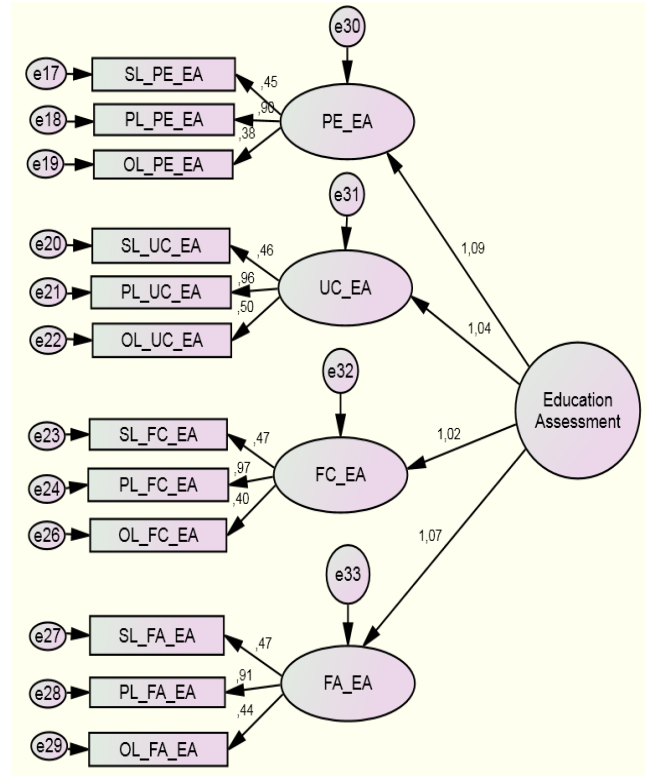 e30
e17
SL_PE_EA
,45
e18
PL_PE_EA
,90
PE_EA
e19
OL_PE_EA
,38
e31
e20
SL_UC_EA
,46
1,09
e21
PL_UC_EA
,96
UC_EA
e22
OL_UC_EA
,50
1,04
e32
Education
Assessment
e23
SL_FC_EA
,47
1,02
e24
PL_FC_EA
,97
FC_EA
e26
OL_FC_EA
,40
1,07
e33
e27
SL_FA_EA
,47
e28
PL_FA_EA
,91
FA_EA
e29
OL_FA_EA
,44